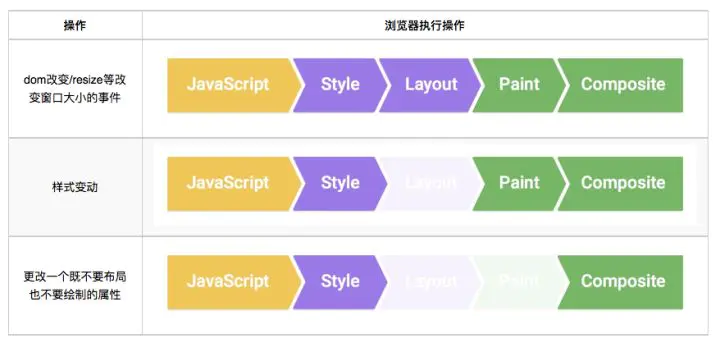 操作 浏览器执行操作
dom改变/resize等改
变窗口大小的事件
JavaScript Style Layout Paint Composite
样式变动
JavaScript Style Layout Paint Composite
更改一个既不要布局
也不要绘制的属性
JavaScript Style Layout Paint Composite